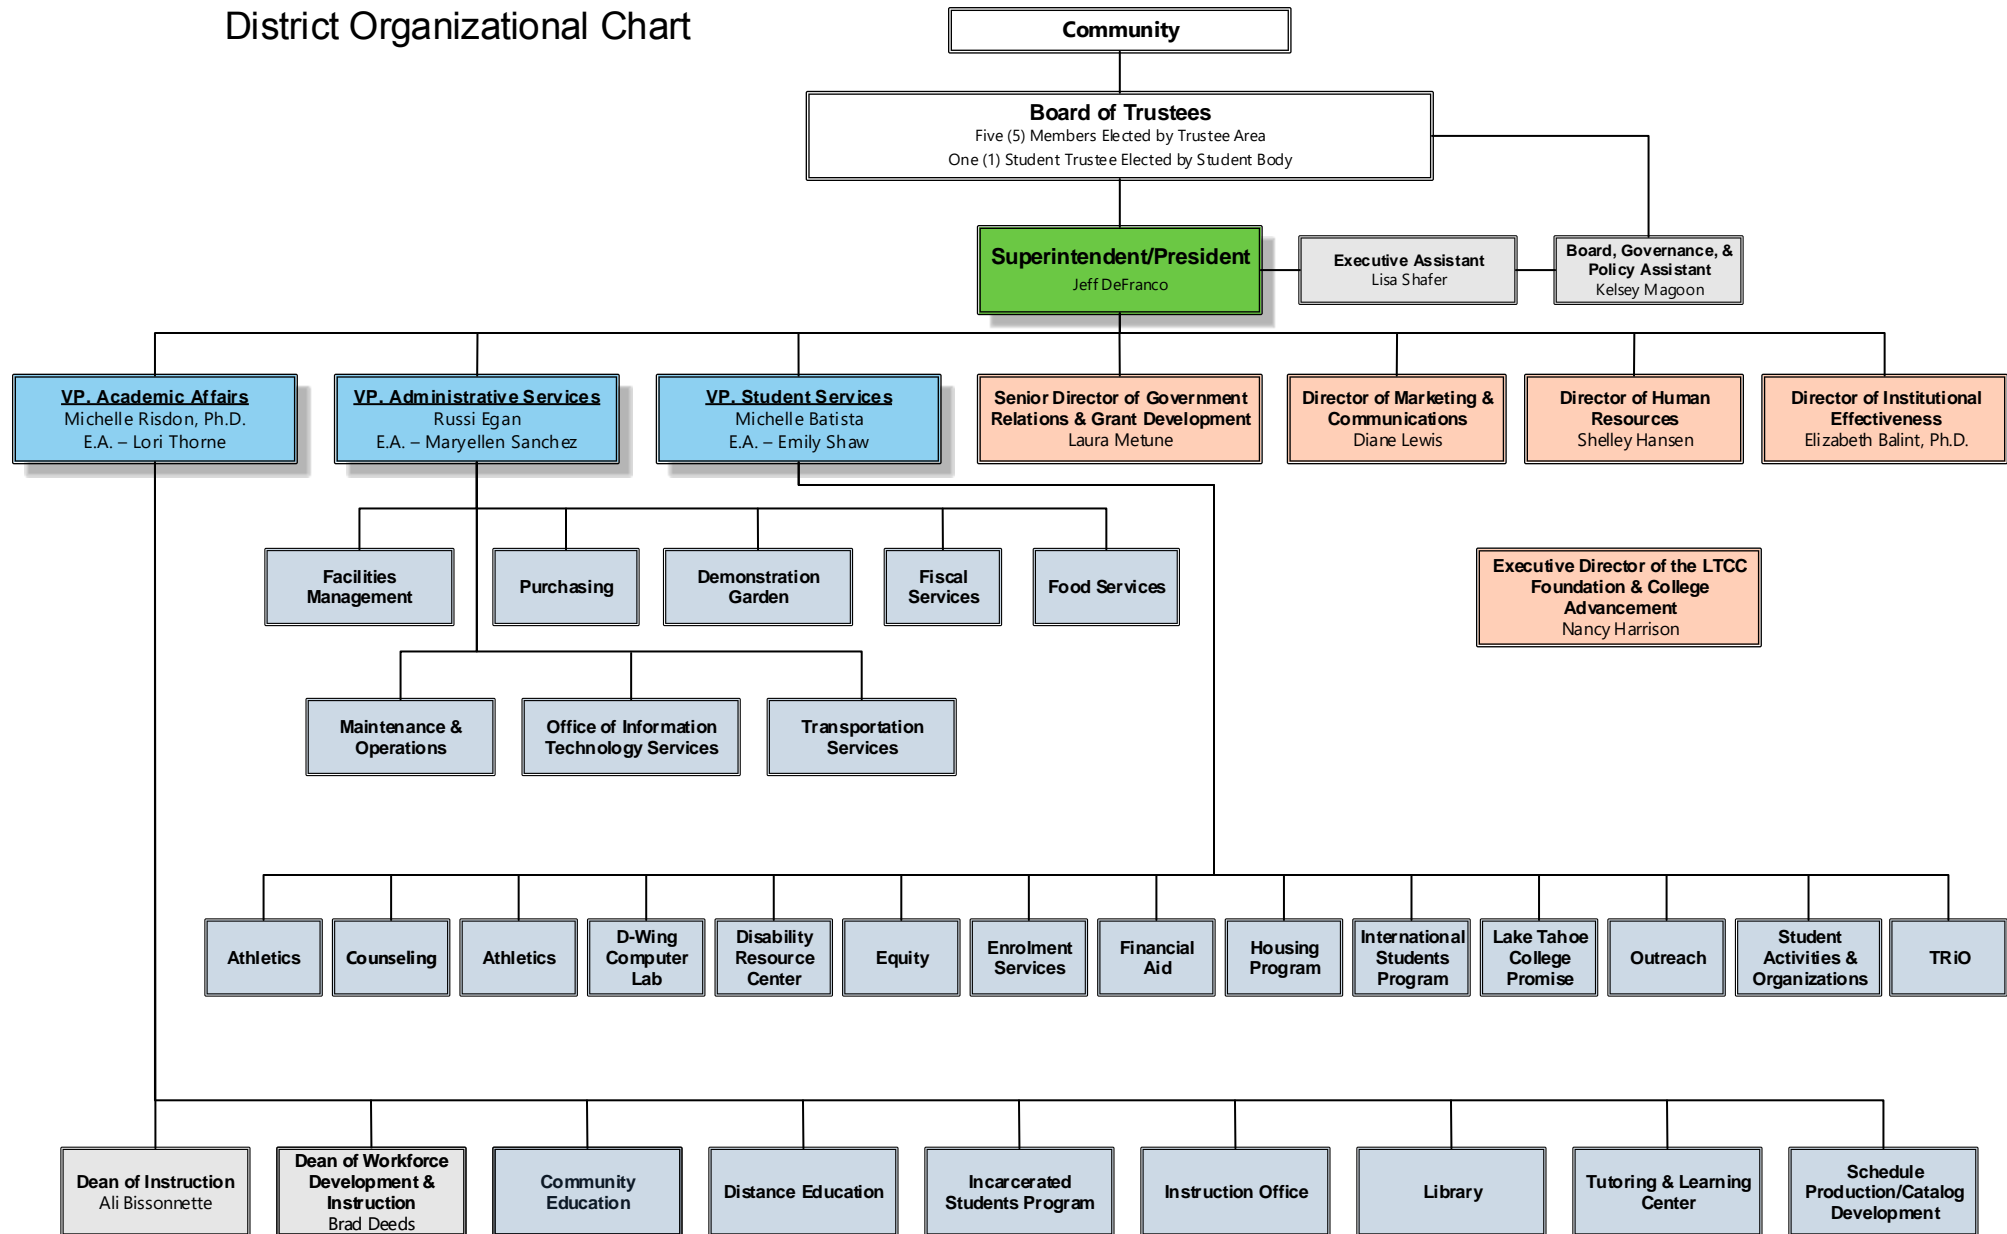 District Organizational Chart
Community
Board of Trustees
Five (5) Members Elected by Trustee Area
One (1) Student Trustee Elected by Student Body
Superintendent/President
Jeff DeFranco
Executive Assistant
Lisa Shafer
Board, Governance, &
Policy Assistant
Kelsey Magoon
VP. Academic Affairs
Michelle Risdon, Ph.D.
E.A. – Lori Thorne
VP. Administrative Services
Russi Egan
E.A. – Maryellen Sanchez
VP. Student Services
Michelle Batista
E.A. – Emily Shaw
Senior Director of Government
Relations & Grant Development
Laura Metune
Director of Marketing &
Communications
Diane Lewis
Director of Human
Resources
Shelley Hansen
Director of Institutional
Effectiveness
Elizabeth Balint, Ph.D.
Facilities
Management
Purchasing
Demonstration
Garden
Fiscal
Services
Food Services
Executive Director of the LTCC
Foundation & College
Advancement
Nancy Harrison
Maintenance &
Operations
Office of Information
Technology Services
Transportation
Services
Athletics
Counseling
Athletics
D-Wing
Computer
Lab
Disability
Resource
Center
Equity
Enrolment
Services
Financial
Aid
Housing
Program
International
Students
Program
Lake Tahoe
College
Promise
Outreach
Student
Activities &
Organizations
TRiO
Dean of Instruction
Ali Bissonnette
Dean of Workforce
Development &
Instruction
Brad Deeds
Community
Education
Distance Education
Incarcerated
Students Program
Instruction Office
Library
Tutoring & Learning
Center
Schedule
Production/Catalog
Development